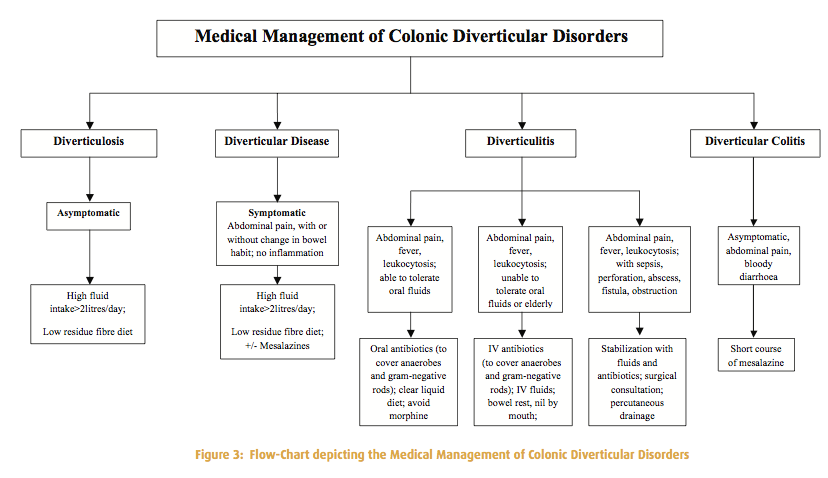 Medical Management of Colonic Diverticular Disorders
Diverticulosis
Diverticular Disease
Diverticulitis
Diverticular Colitis
Asymptomatic
Symptomatic
Abdominal pain, with or
without change in bowel
habit; no inflammation
Abdominal pain,
fever,
leukocytosis;
able to tolerate
oral fluids
Abdominal pain,
fever,
leukocytosis;
unable to
tolerate oral
fluids or elderly
Abdominal pain,
fever, leukocytosis;
with sepsis,
perforation, abscess,
fistula, obstruction
Asymptomatic,
abdominal pain,
bloody
diarrhoea
High fluid
intake>2litres/day;
Low residue fibre diet
High fluid
intake>2litres/day;
Low residue fibre diet;
+/- Mesalazines
Oral antibiotics (to
cover anaerobes
and gram-negative
rods); clear liquid
diet; avoid
morphine
IV antibiotics
(to cover anaerobes
and gram-negative
rods); IV fluids;
bowel rest, nil by
mouth;
Stabilization with
fluids and
antibiotics; surgical
consultation;
percutaneous
drainage
Short course
of mesalazine
Figure 3: Flow-Chart depicting the Medical Management of Colonic Diverticular Disorders